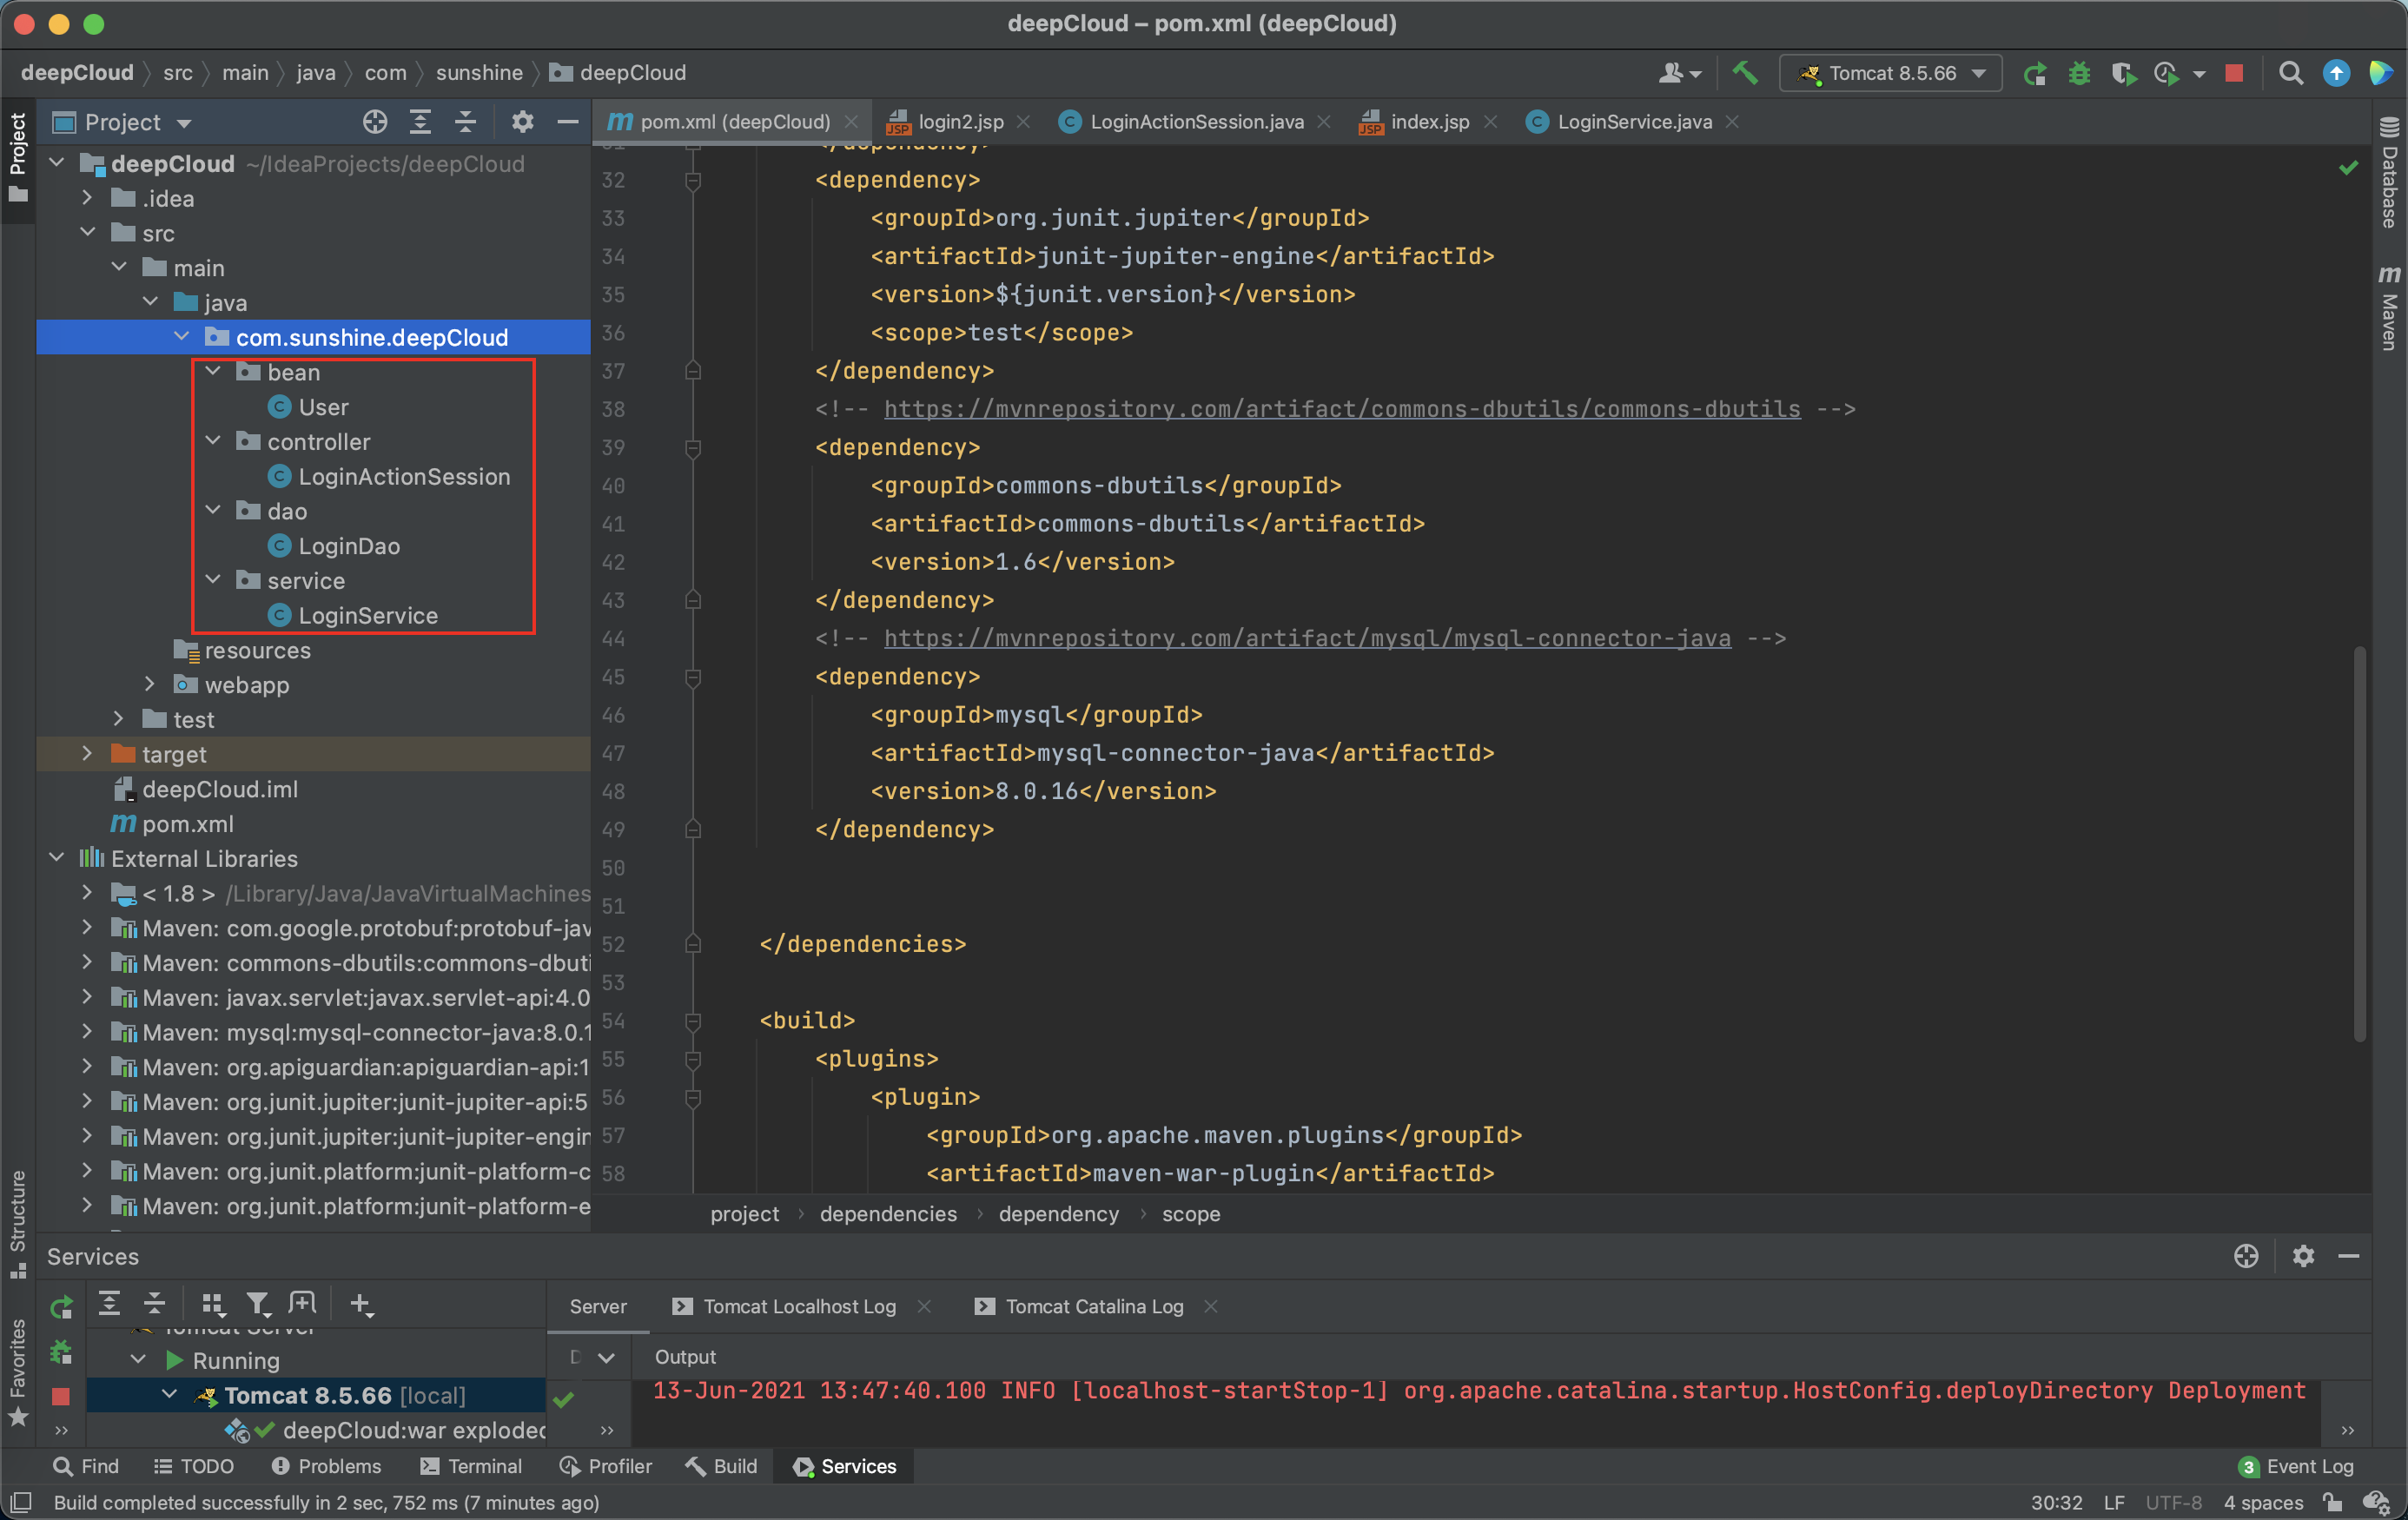 deepCloud – pom.xml (deepCloud)
deepCloud
src
main
java
com
sunshine
deepCloud
Tomcat 8.5.66
Project
Project
pom.xml (deepCloud)
login2.jsp
LoginActionSession.java
index.jsp
LoginService.java
Database
Maven
Structure
Favorites
deepCloud ~/IdeaProjects/deepCloud
.idea
src
main
java
com.sunshine.deepCloud
bean
User
controller
LoginActionSession
dao
LoginDao
service
LoginService
resources
webapp
test
target
deepCloud.iml
pom.xml
External Libraries
< 1.8 > /Library/Java/JavaVirtualMachines
Maven: com.google.protobuf:protobuf-jav
Maven: commons-dbutils:commons-dbuti
Maven: javax.servlet:javax.servlet-api:4.0
Maven: mysql:mysql-connector-java:8.0.1
Maven: org.apiguardian:apiguardian-api:1
Maven: org.junit.jupiter:junit-jupiter-api:5
Maven: org.junit.jupiter:junit-jupiter-engin
Maven: org.junit.platform:junit-platform-c
Maven: org.junit.platform:junit-platform-e
31 </dependency>
32 <dependency>
33 <groupId>org.junit.jupiter</groupId>
34 <artifactId>junit-jupiter-engine</artifactId>
35 <version>${junit.version}</version>
36 <scope>test</scope>
37 </dependency>
38 <!-- https://mvnrepository.com/artifact/commons-dbutils/commons-dbutils -->
39 <dependency>
40 <groupId>commons-dbutils</groupId>
41 <artifactId>commons-dbutils</artifactId>
42 <version>1.6</version>
43 </dependency>
44 <!-- https://mvnrepository.com/artifact/mysql/mysql-connector-java -->
45 <dependency>
46 <groupId>mysql</groupId>
47 <artifactId>mysql-connector-java</artifactId>
48 <version>8.0.16</version>
49 </dependency>
50
51
52 </dependencies>
53
54 <build>
55 <plugins>
56 <plugin>
57 <groupId>org.apache.maven.plugins</groupId>
58 <artifactId>maven-war-plugin</artifactId>
project
dependencies
dependency
scope
Services
Server
Tomcat Localhost Log
Tomcat Catalina Log
Tomcat Server
Running
Tomcat 8.5.66 [local]
deepCloud:war exploded
D
Output
13-Jun-2021 13:47:40.100 INFO [localhost-startStop-1] org.apache.catalina.startup.HostConfig.deployDirectory Deployment
Find
TODO
Problems
Terminal
Profiler
Build
Services
3 Event Log
Build completed successfully in 2 sec, 752 ms (7 minutes ago)
30:32
LF
UTF-8
4 spaces